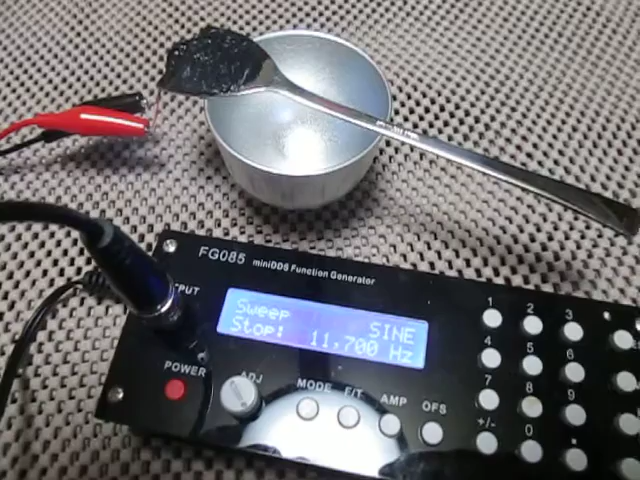 FG085 miniDDS Function Generator
Sweep SINE
Stop: 11,700 Hz
POWER
ADJ
MODE F/T AMP OFS
1 2 3
4 5 6
7 8 9
+/- 0 .